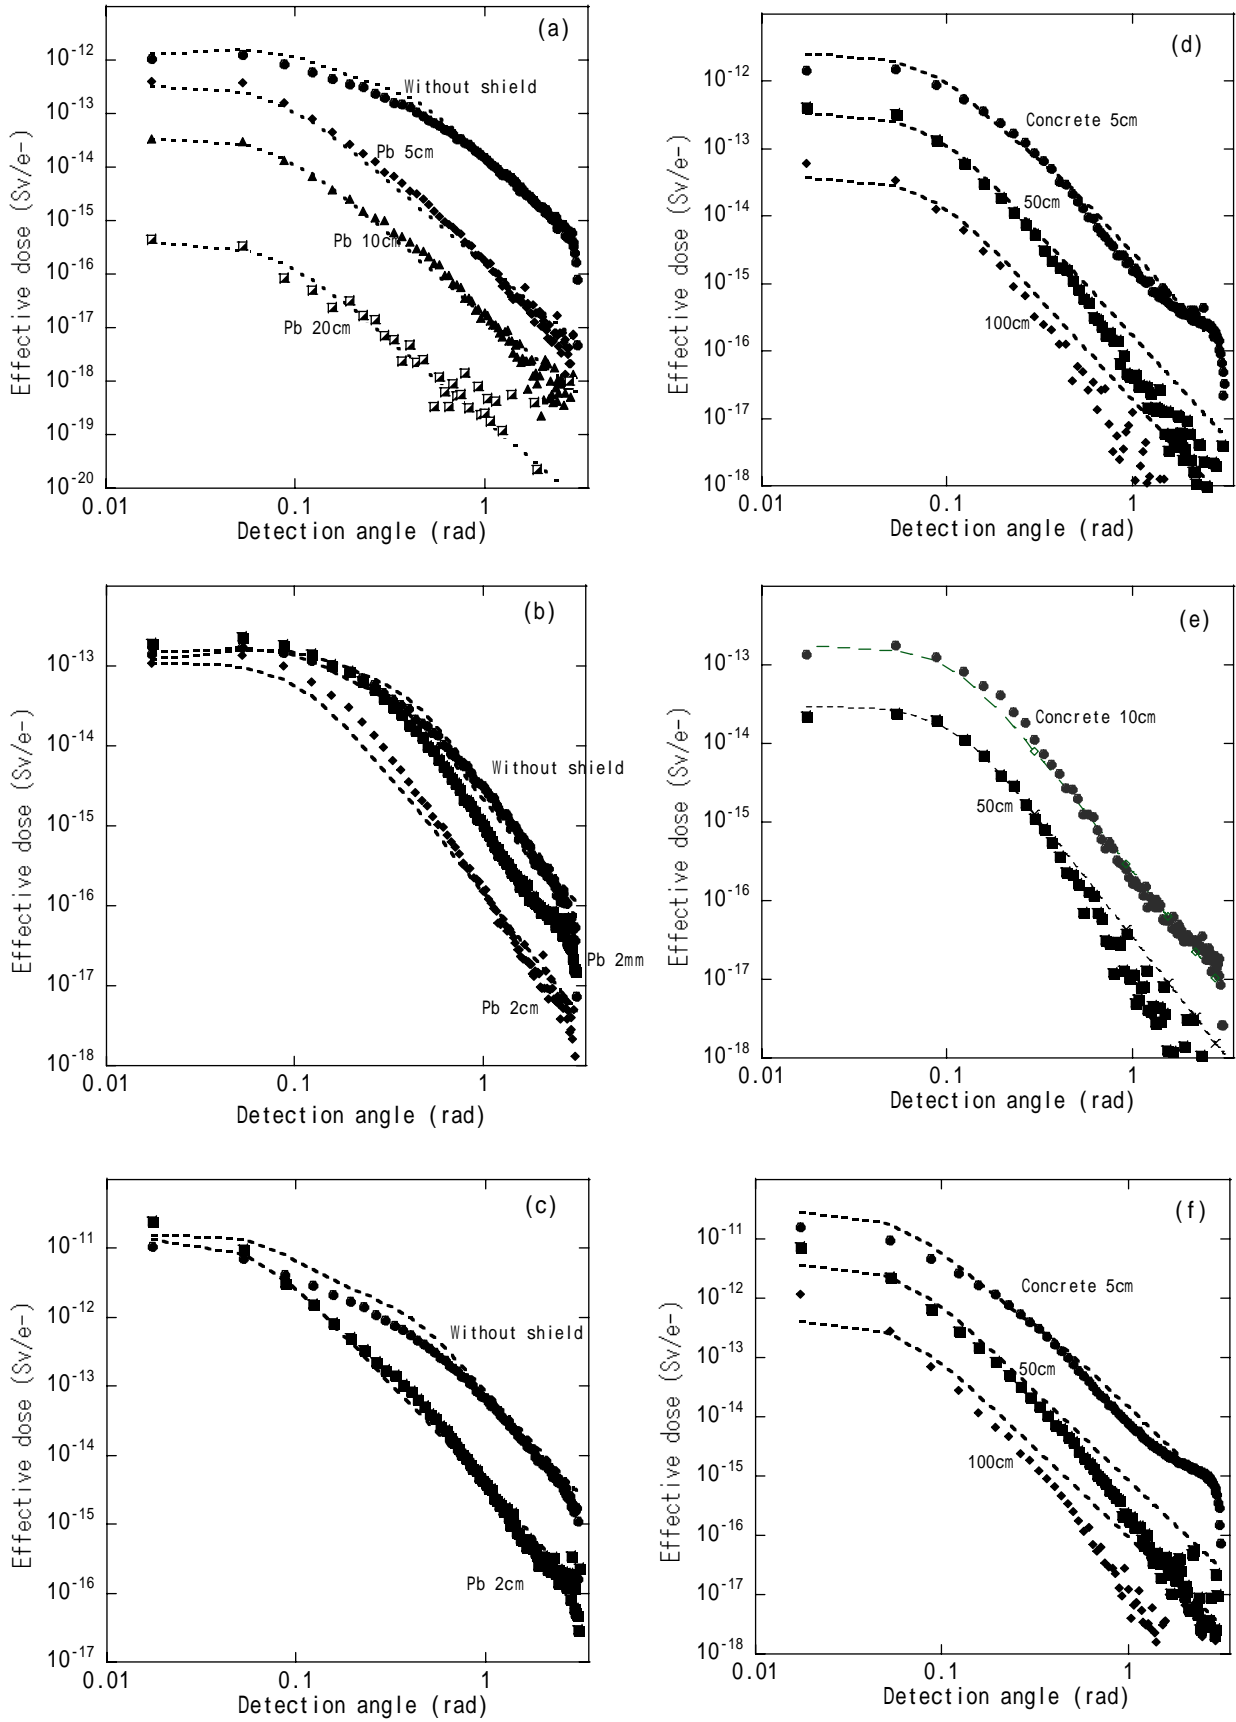 (a)
Effective dose (Sv/e-)
10-12
10-13
10-14
10-15
10-16
10-17
10-18
10-19
10-20
Without shield
Pb 5cm
Pb 10cm
Pb 20cm
0.01 0.1 1
Detection angle (rad)
(d)
Effective dose (Sv/e-)
10-12
10-13
10-14
10-15
10-16
10-17
10-18
Concrete 5cm
50cm
100cm
0.01 0.1 1
Detection angle (rad)
(b)
Effective dose (Sv/e-)
10-13
10-14
10-15
10-16
10-17
10-18
Without shield
Pb 2mm
Pb 2cm
0.01 0.1 1
Detection angle (rad)
(e)
Effective dose (Sv/e-)
10-13
10-14
10-15
10-16
10-17
10-18
Concrete 10cm
50cm
0.01 0.1 1
Detection angle (rad)
(c)
Effective dose (Sv/e-)
10-11
10-12
10-13
10-14
10-15
10-16
10-17
Without shield
Pb 2cm
0.01 0.1 1
Detection angle (rad)
(f)
Effective dose (Sv/e-)
10-11
10-12
10-13
10-14
10-15
10-16
10-17
10-18
Concrete 5cm
50cm
100cm
0.01 0.1 1
Detection angle (rad)